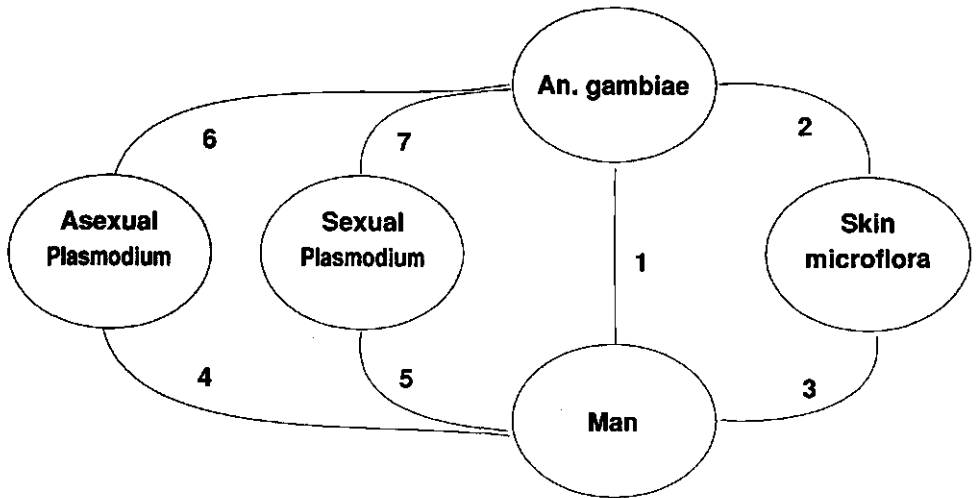 An. gambiae
2
6
7
Asexual
Plasmodium
Sexual
Plasmodium
1
Skin
microflora
4
5
Man
3